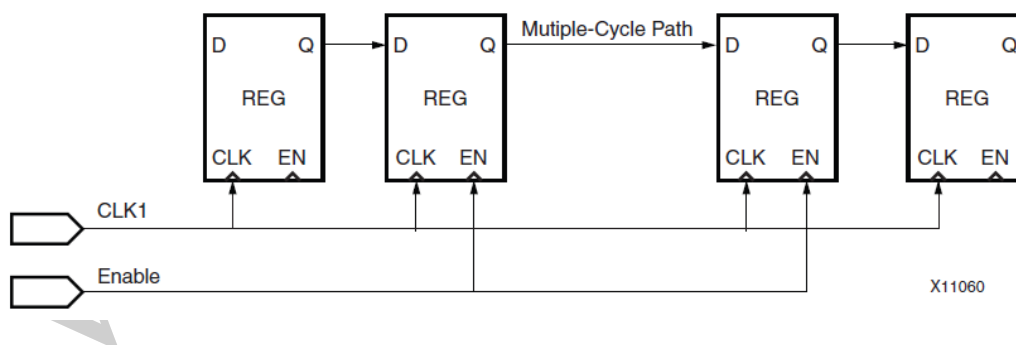 D Q
D Q
Mutiple-Cycle Path
D Q
D Q
REG
REG
REG
REG
CLK EN
CLK EN
CLK EN
CLK EN
CLK1
Enable
X11060